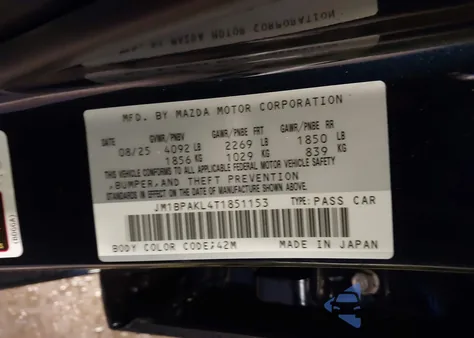 MFD. BY MAZDA MOTOR CORPORATION
GVWR/PNBV GAWR/PNBE FRT GAWR/PNBE RR
08/25 4092 LB 2269 LB 1850 LB
1856 KG 1029 KG 839 KG
THIS VEHICLE CONFORMS TO ALL APPLICABLE FEDERAL MOTOR VEHICLE SAFETY
, BUMPER, AND THEFT PREVENTION
STANDARDS IN EFFECT ON THE DATE OF MANUFACTURE SHOWN ABOVE.
JM1BPAKL4T1851153 TYPE: PASS CAR
BODY COLOR CODE: 42M MADE IN JAPAN